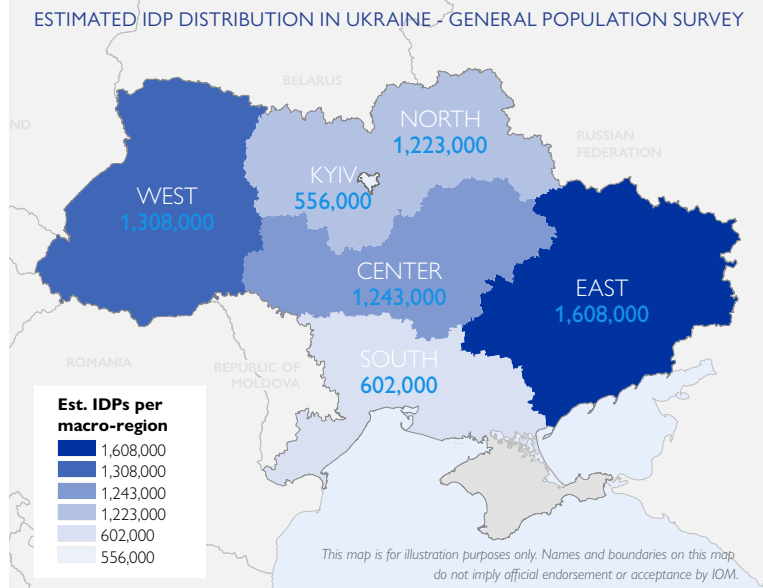 ESTIMATED IDP DISTRIBUTION IN UKRAINE - GENERAL POPULATION SURVEY
BELARUS
ND
NORTH
1,223,000
RUSSIAN
FEDERATION
KYIV
556,000
WEST
1,308,000
CENTER
1,243,000
EAST
1,608,000
ROMANIA
REPUBLIC OF
MOLDOVA
SOUTH
602,000
Est. IDPs per
macro-region
1,608,000
1,308,000
1,243,000
1,223,000
602,000
556,000
This map is for illustration purposes only. Names and boundaries on this map
do not imply official endorsement or acceptance by IOM.